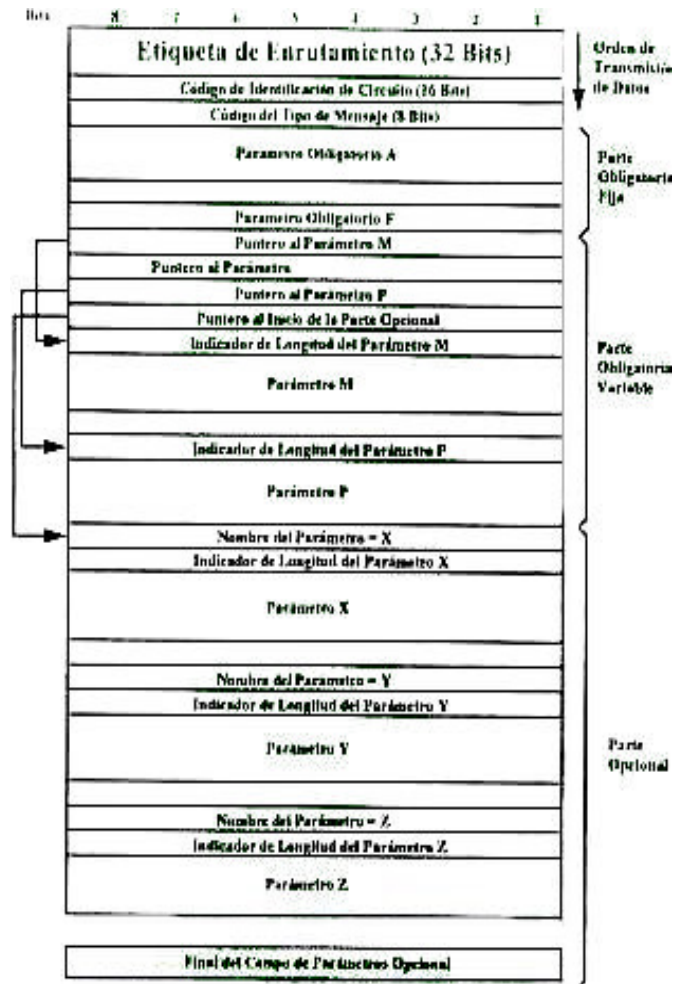 Bits 8 7 6 5 4 3 2 1
Etiqueta de Enrutamiento (32 Bits)
Código de Identificación de Circuito (16 Bits)
Código del Tipo de Mensaje (8 Bits)
Orden de
Transmisión
de Datos
Parametro Obligatorio A
Parametro Obligatorio F
Parte
Obligatoria
Fija
Puntero al Parámetro M
Puntero al Parámetro
Puntero al Parámetro P
Puntero al Inicio de la Parte Opcional
Indicador de Longitud del Parámetro M
Parámetro M
Indicador de Longitud del Parámetro P
Parámetro P
Parte
Obligatoria
Variable
Nombre del Parámetro = X
Indicador de Longitud del Parámetro X
Parámetro X
Nombre del Parametro = Y
Indicador de Longitud del Parámetro Y
Parámetro Y
Nombre del Parámetro = Z
Indicador de Longitud del Parámetro Z
Parámetro Z
Final del Campo de Parámetros Opcional
Parte
Opcional